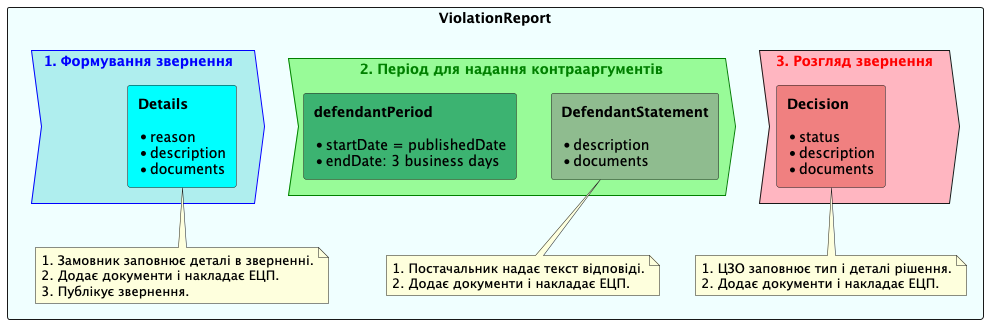 ViolationReport
1. Формування звернення
Details
• reason
• description
• documents
1. Замовник заповнює деталі в зверненні.
2. Додає документи і накладає ЕЦП.
3. Публікує звернення.
2. Період для надання контрааргументів
defendantPeriod
• startDate = publishedDate
• endDate: 3 business days
DefendantStatement
• description
• documents
1. Постачальник надає текст відповіді.
2. Додає документи і накладає ЕЦП.
3. Розгляд звернення
Decision
• status
• description
• documents
1. ЦЗО заповнює тип і деталі рішення.
2. Додає документи і накладає ЕЦП.